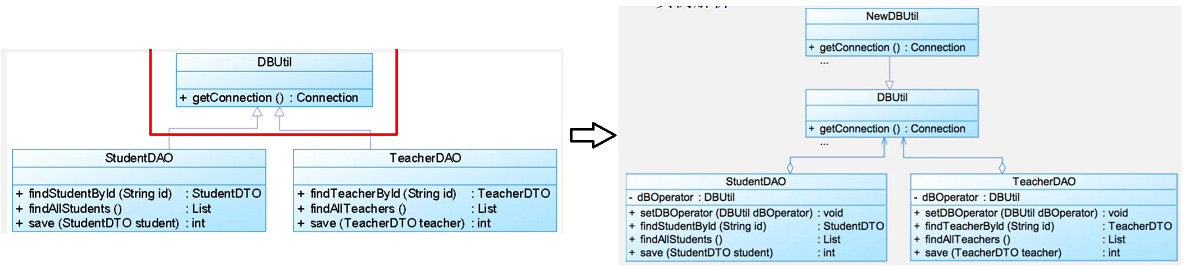 DBUtil
+ getConnection () : Connection
StudentDAO
+ findStudentById (String id) : StudentDTO
+ findAllStudents () : List
+ save (StudentDTO student) : int
TeacherDAO
+ findTeacherById (String id) : TeacherDTO
+ findAllTeachers () : List
+ save (TeacherDTO teacher) : int
NewDBUtil
+ getConnection () : Connection
...
DBUtil
+ getConnection () : Connection
...
StudentDAO
- dBOperator : DBUtil
+ setDBOperator (DBUtil dBOperator) : void
+ findStudentById (String id) : StudentDTO
+ findAllStudents () : List
+ save (StudentDTO student) : int
TeacherDAO
- dBOperator : DBUtil
+ setDBOperator (DBUtil dBOperator) : void
+ findTeacherById (String id) : TeacherDTO
+ findAllTeachers () : List
+ save (TeacherDTO teacher) : int